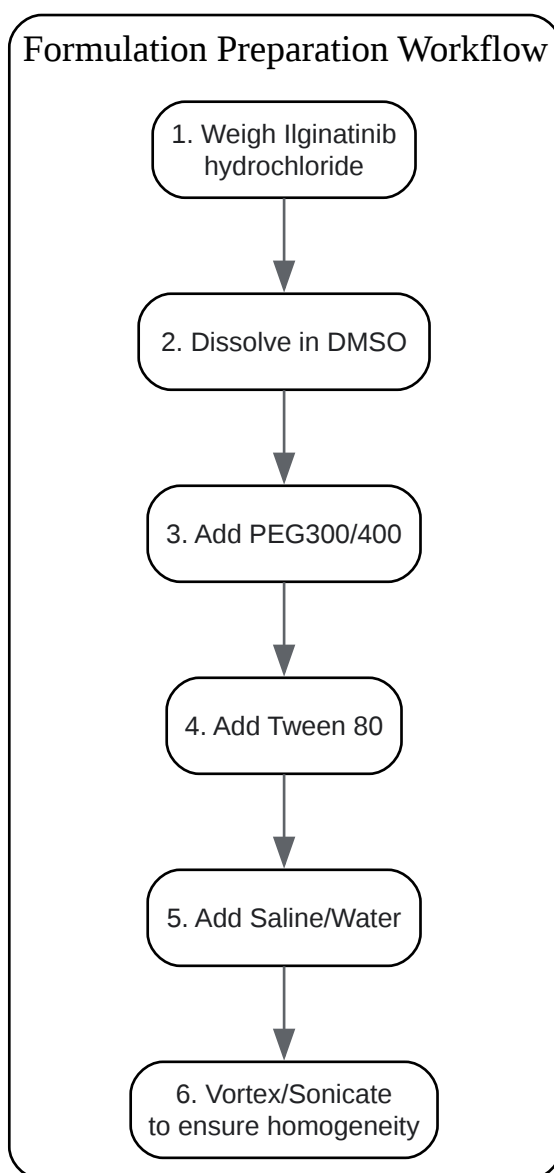 Formulation Preparation Workflow
1. Weigh Ilginatinib
hydrochloride
2. Dissolve in DMSO
3. Add PEG300/400
4. Add Tween 80
5. Add Saline/Water
6. Vortex/Sonicate
to ensure homogeneity